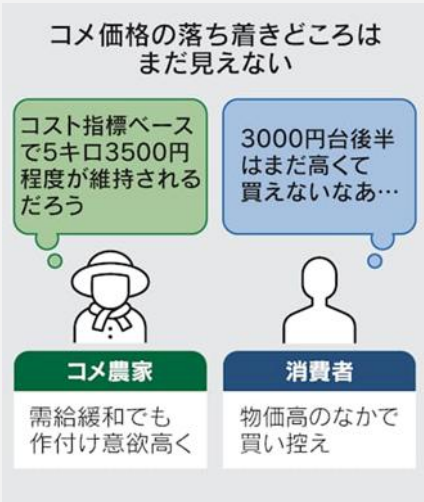 コメ価格の落ち着きどころは
まだ見えない
コスト指標ベース
で5キロ3500円
程度が維持される
だろう
3000円台後半
はまだ高くて
買えないなあ…
コメ農家
需給緩和でも
作付け意欲高く
消費者
物価高のなかで
買い控え